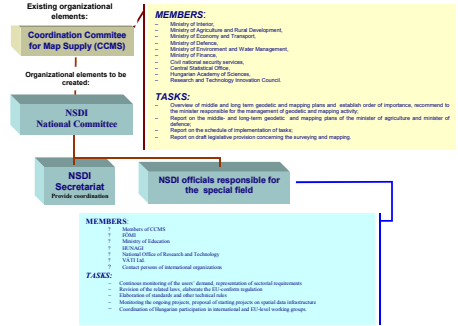 Existing organizational
elements:
Coordination Commitee
for Map Supply (CCMS)
Organizational elements to be
created:
NSDI
National Committee
NSDI
Secretariat
Provide coordination
NSDI officials responsible for
the special field
MEMBERS:
– Ministry of Interior,
– Ministry of Agriculture and Rural Development,
– Ministry of Economy and Transport,
– Ministry of Defence,
– Ministry of Environment and Water Management,
– Ministry of Finance,
– Civil national security services,
– Central Statistical Office,
– Hungarian Academy of Sciences,
– Research and Technology Innovation Council.
TASKS:
– Overview of middle and long term geodetic and mapping plans and establish order of importance, recommend to
the minister responsible for the management of geodetic and mapping activity;
– Report on the middle- and long-term geodetic and mapping plans of the minister of agriculture and minister of
defence;
– Report on the schedule of implementation of tasks;
– Report on draft legislative provision concerning the surveying and mapping.
MEMBERS:
? Members of CCMS
? FÖMI
? Ministry of Education
? HUNAGI
? National Office of Research and Technology
? VÁTI Ltd.
? Contact persons of international organizations
TASKS:
– Continous monitoring of the users' demand, representation of sectorial requirements
– Revision of the related laws, elaborate the EU-conform regulation
– Elaboration of standards and other technical rules
– Monitoring the ongoing projects, proposal of starting projects on spatial data infrastructure
– Coordination of Hungarian participation in international and EU-level working groups